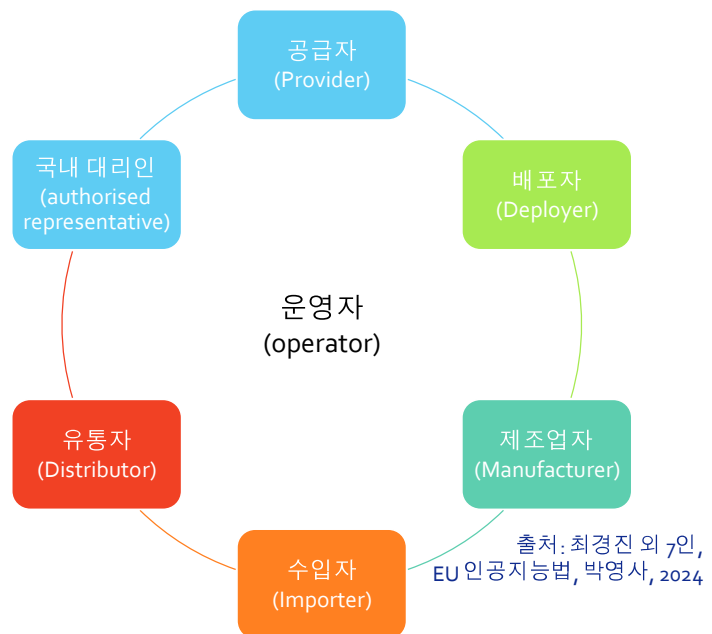 공급자
(Provider)
국내 대리인
(authorised
representative)
배포자
(Deployer)
운영자
(operator)
유통자
(Distributor)
제조업자
(Manufacturer)
수입자
(Importer)
출처: 최경진 외 7인,
EU 인공지능법, 박영사, 2024